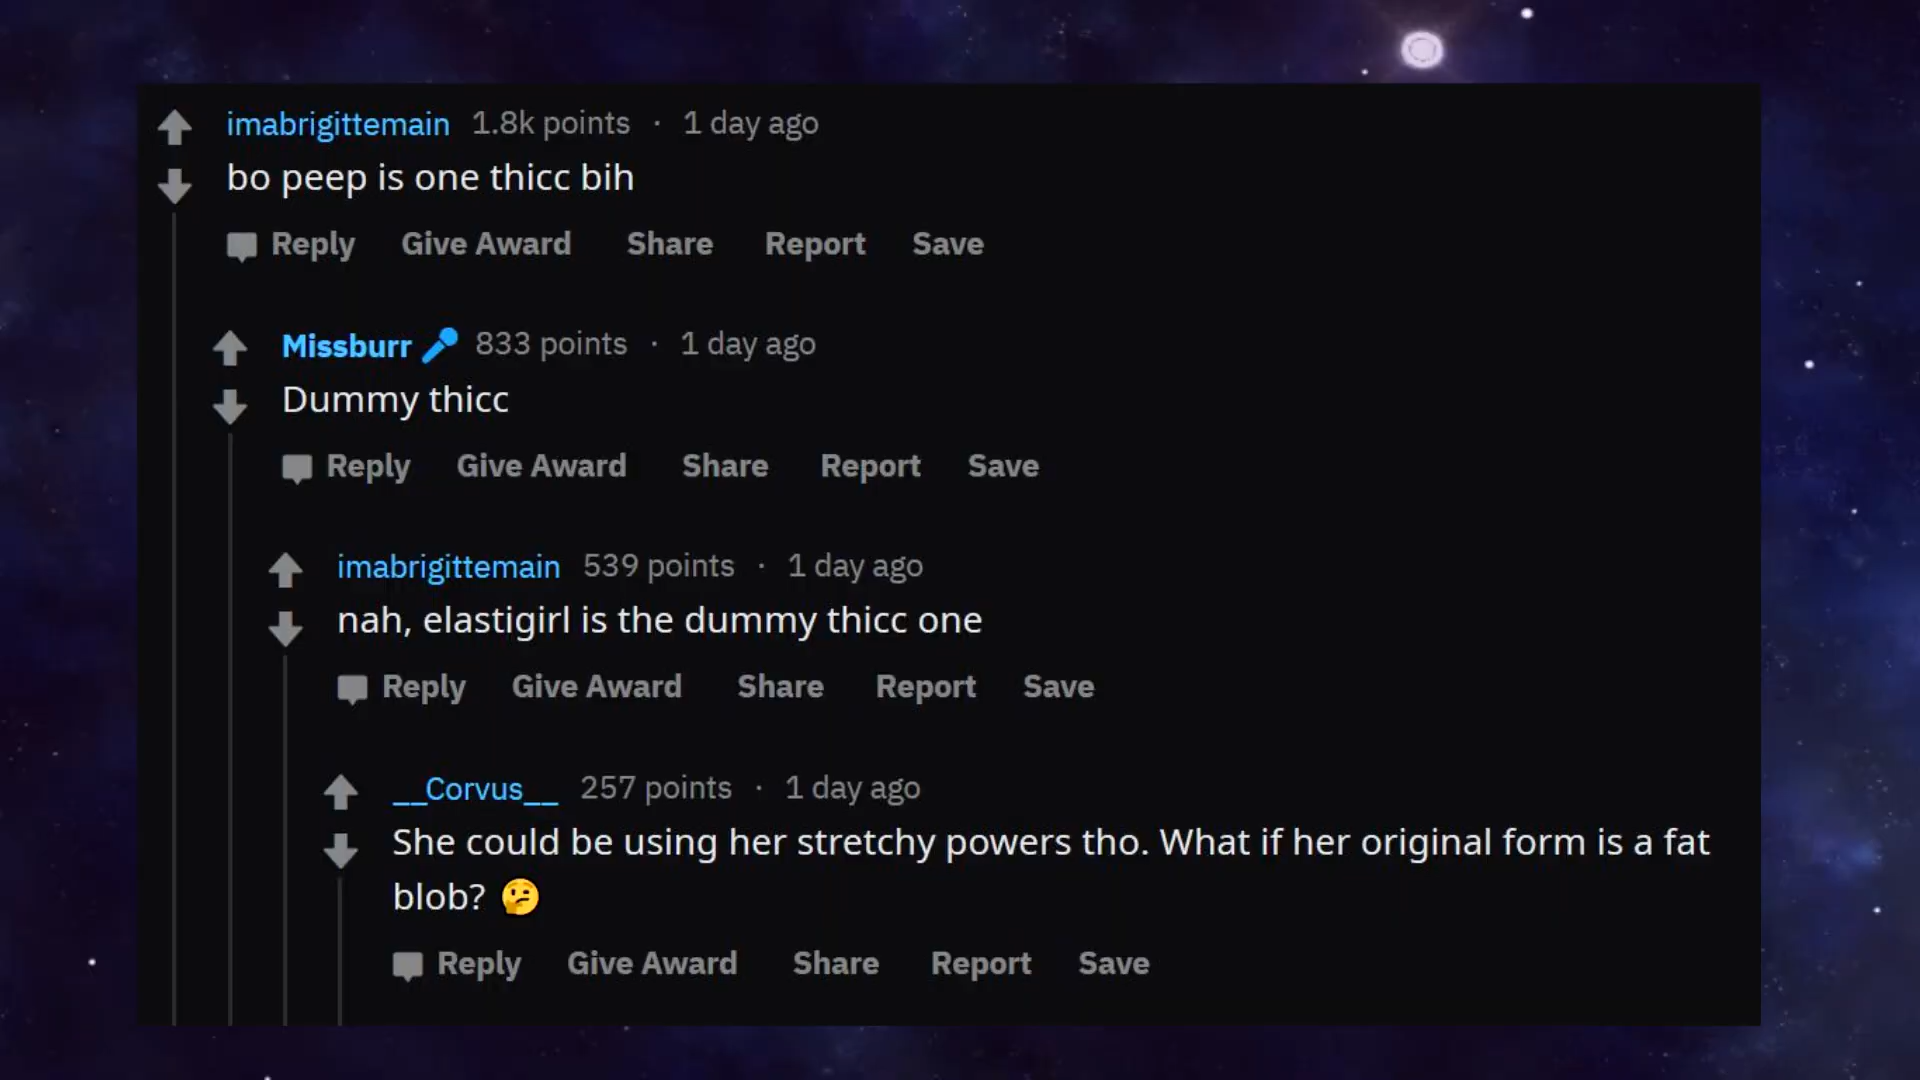 imabrigittemain 1.8k points · 1 day ago
bo peep is one thicc bih
Reply Give Award Share Report Save
Missburr 833 points · 1 day ago
Dummy thicc
Reply Give Award Share Report Save
imabrigittemain 539 points · 1 day ago
nah, elastigirl is the dummy thicc one
Reply Give Award Share Report Save
__Corvus__ 257 points · 1 day ago
She could be using her stretchy powers tho. What if her original form is a fat
blob? 🤔
Reply Give Award Share Report Save